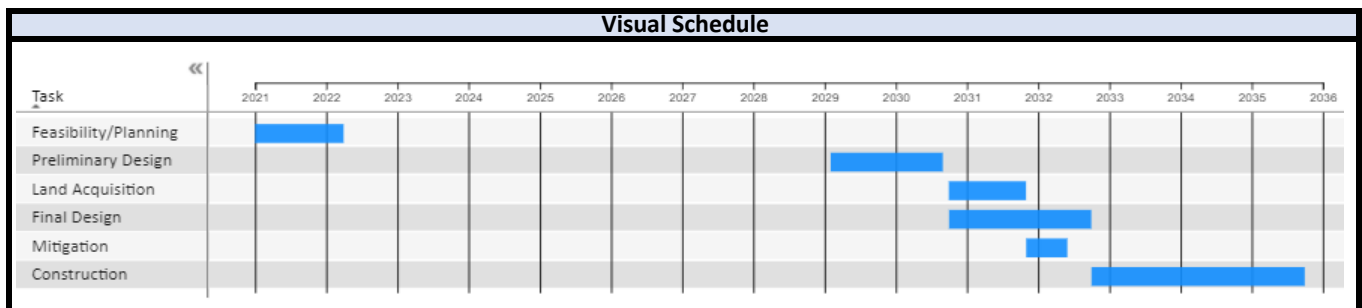 Visual Schedule
«
Task
2021 2022 2023 2024 2025 2026 2027 2028 2029 2030 2031 2032 2033 2034 2035 2036
Feasibility/Planning
Preliminary Design
Land Acquisition
Final Design
Mitigation
Construction